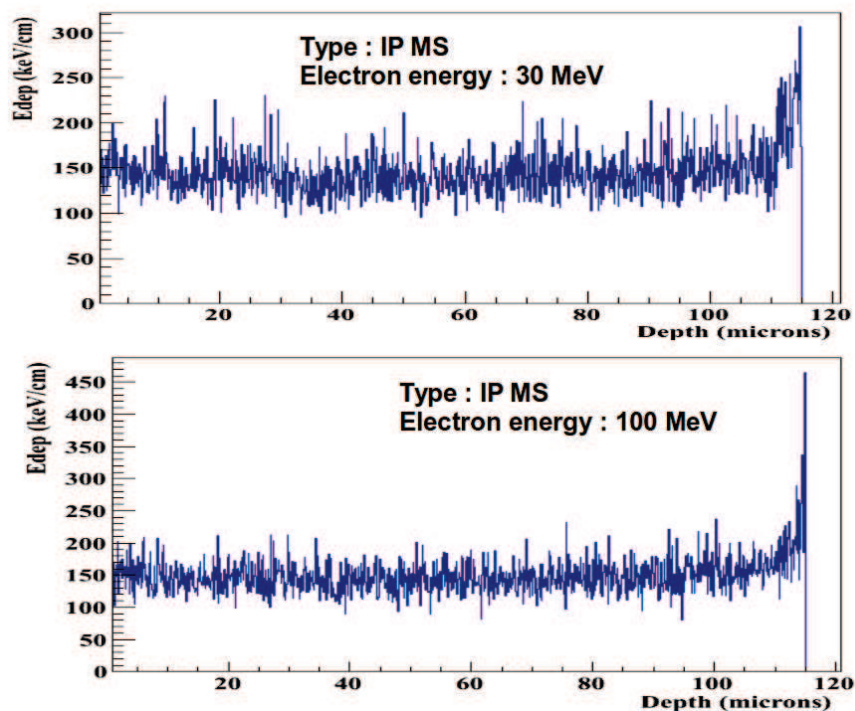 Edep (keV/cm)
300
250
200
150
100
50
0
Type : IP MS
Electron energy : 30 MeV
20 40 60 80 100 120
Depth (microns)
Edep (keV/cm)
450
400
350
300
250
200
150
100
50
0
Type : IP MS
Electron energy : 100 MeV
20 40 60 80 100 120
Depth (microns)